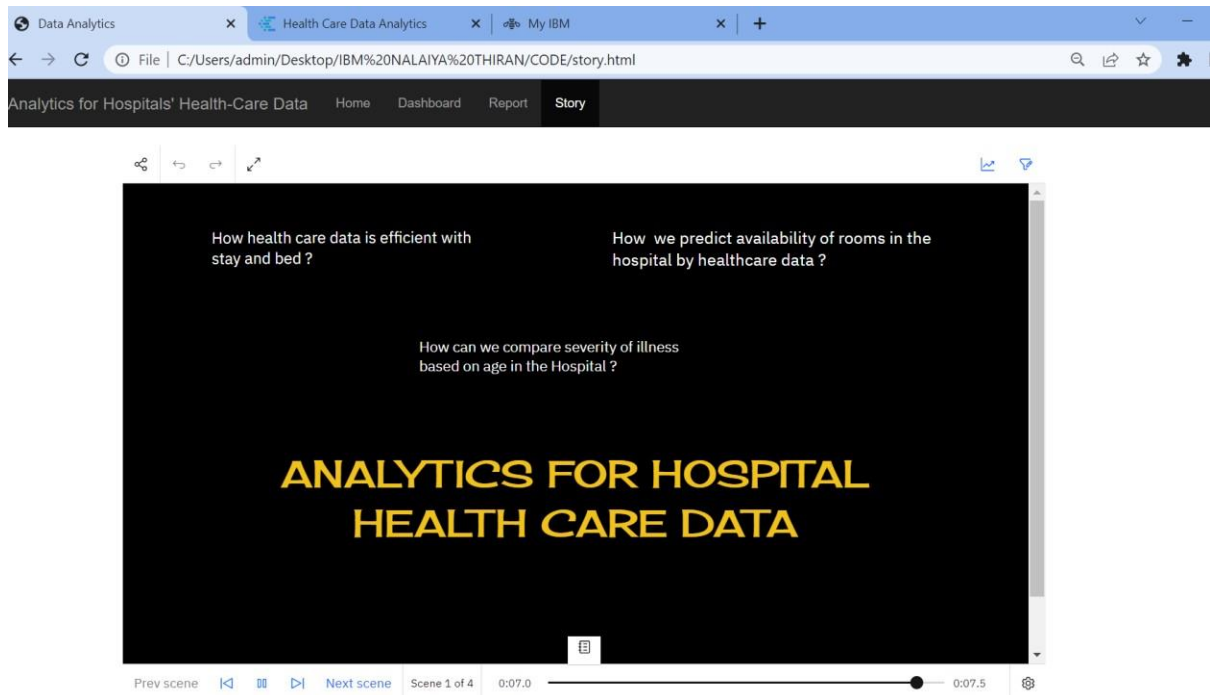 Data Analytics
Health Care Data Analytics
My IBM
File | C:/Users/admin/Desktop/IBM%20NALAIYA%20THIRAN/CODE/story.html
Analytics for Hospitals' Health-Care Data
Home
Dashboard
Report
Story
How health care data is efficient with
stay and bed ?
How we predict availability of rooms in the
hospital by healthcare data ?
How can we compare severity of illness
based on age in the Hospital ?
ANALYTICS FOR HOSPITAL
HEALTH CARE DATA
Prev scene
Next scene
Scene 1 of 4
0:07.0
0:07.5